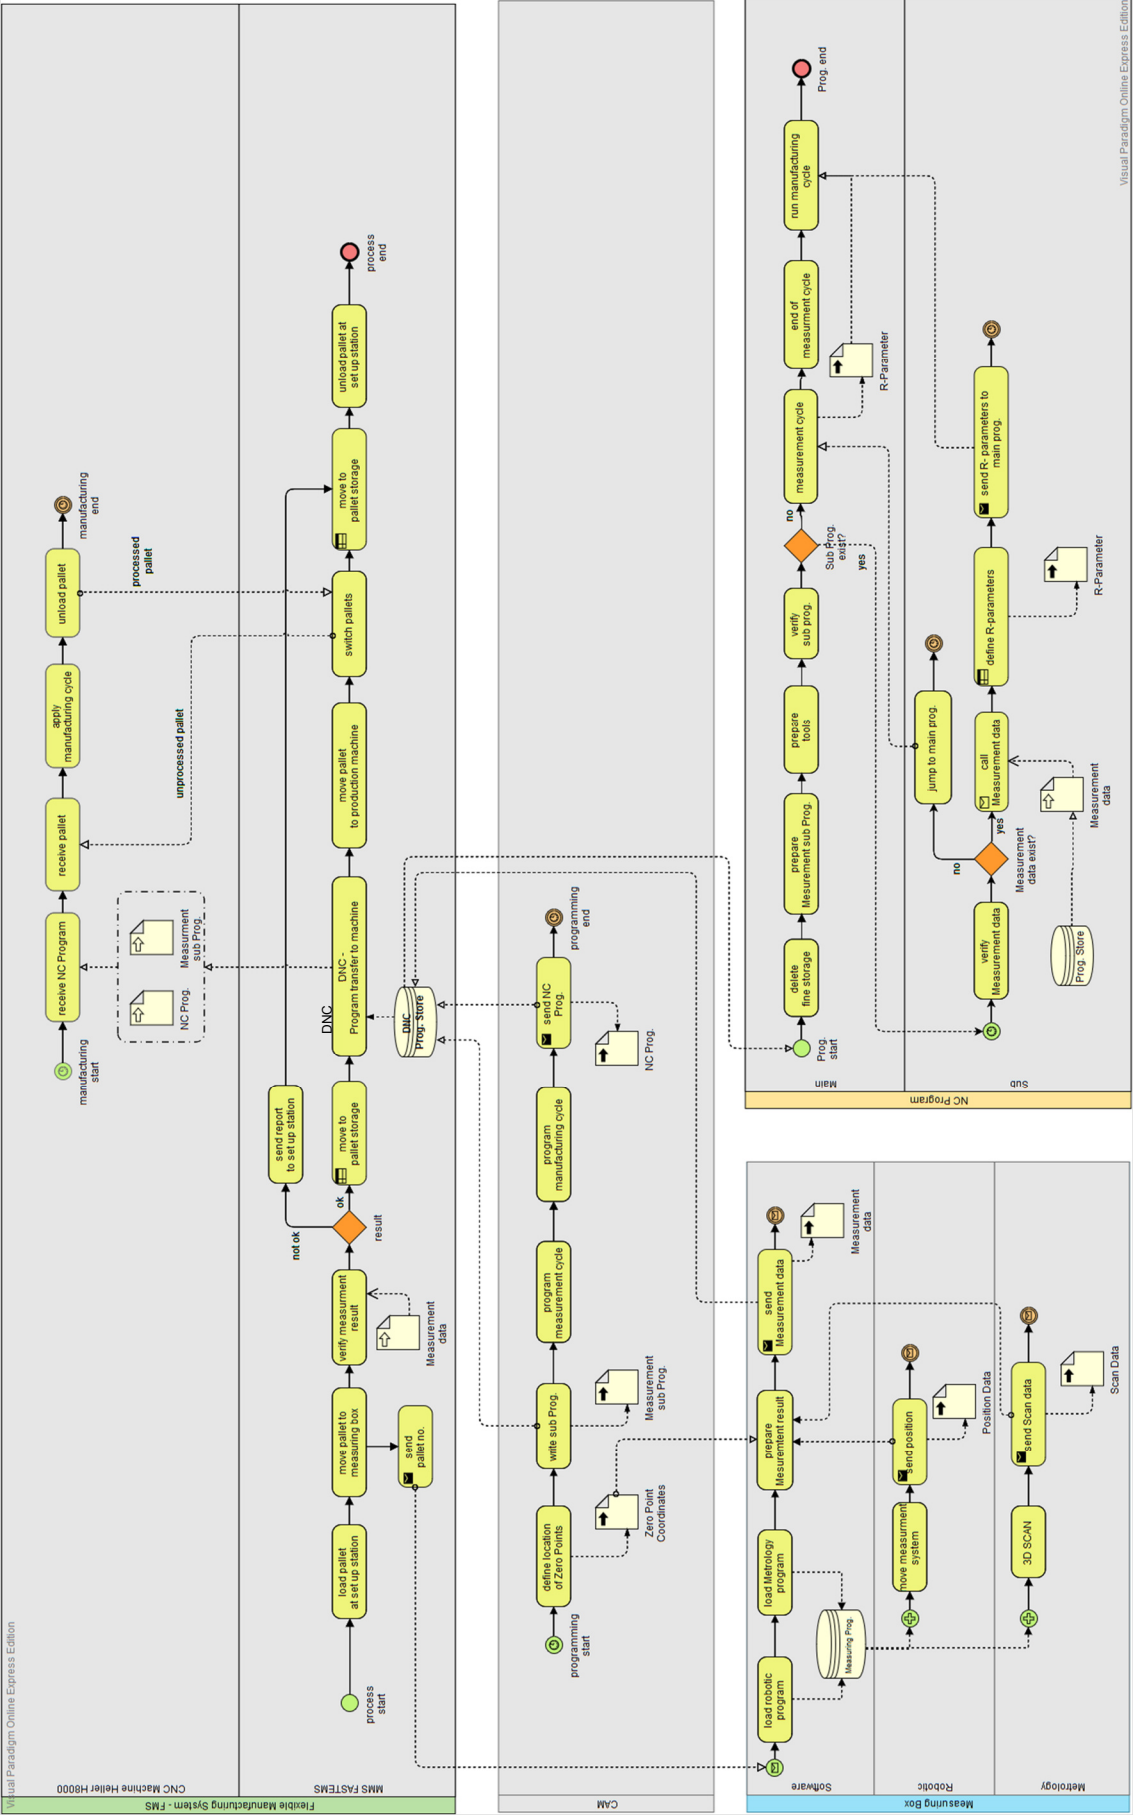 Visual Paradigm Online Express Edition
Flexible Manufacturing System - FMS
CNC Machine Heller H8000
manufacturing
start
receive NC Program
NC Prog.
Measurment
sub Prog.
receive pallet
unprocessed pallet
apply
manufacturing cycle
unload pallet
processed
pallet
manufacturing
end
MMS FASTEMS
process
start
load pallet
at set up station
move pallet to
measuring box
send
pallet no.
verify measurment
result
Measurement
data
result
not ok
ok
send report
to set up station
move to
pallet storage
DNC
DNC -
Program transfer to machine
DNC
Prog. Store
move pallet
to production machine
switch pallets
move to
pallet storage
unload pallet at
set up station
process
end
CAM
programming
start
define location
of Zero Points
Zero Point
Coordinates
write sub Prog.
Measurement
sub Prog.
program
measurement cycle
program
manufacturing cycle
send NC
Prog.
NC Prog.
programming
end
Measuring Box
Software
load robotic
program
load Metrology
program
Measuring Prog.
prepare
Mesuremtent result
send
Measurement data
Measurement
data
Robotic
move measurment
system
send position
Position Data
Metrology
3D SCAN
send Scan data
Scan Data
NC Program
Main
Prog.
start
delete
fine storage
prepare
Mesurement sub Prog.
prepare
tools
verify
sub prog.
Sub Prog.
exist?
no
yes
measurement cycle
R-Parameter
end of
measurment cycle
run manufacturing
cycle
Prog. end
Sub
verify
Measurement data
Prog. Store
Measurement
data exist?
no
yes
jump to main prog.
call
Measurement data
Measurement
data
define R-parameters
R-Parameter
send R- parameters to
main prog.
Visual Paradigm Online Express Edition